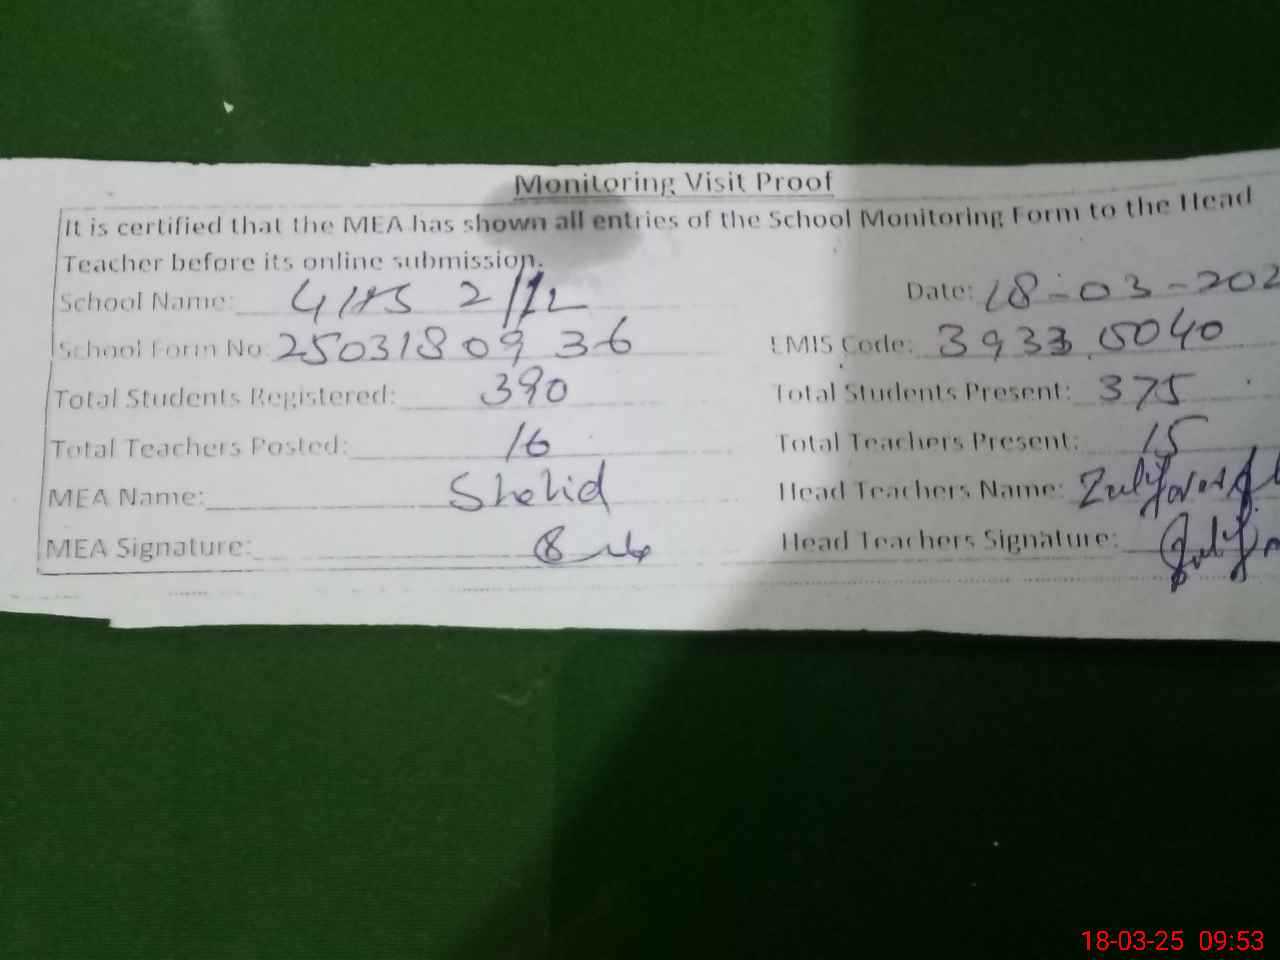 Monitoring Visit Proof
It is certified that the MEA has shown all entries of the School Monitoring Form to the Head
Teacher before its online submission.
School Name: 2/1L Date: 18-03-202
School Form No: 2503180936 EMIS Code: 39335040
Total Students Registered: 390 Total Students Present: 375
Total Teachers Posted: 16 Total Teachers Present: 15
MEA Name: Shahid Head Teachers Name:
MEA Signature: Head Teachers Signature:
18-03-25 09:53